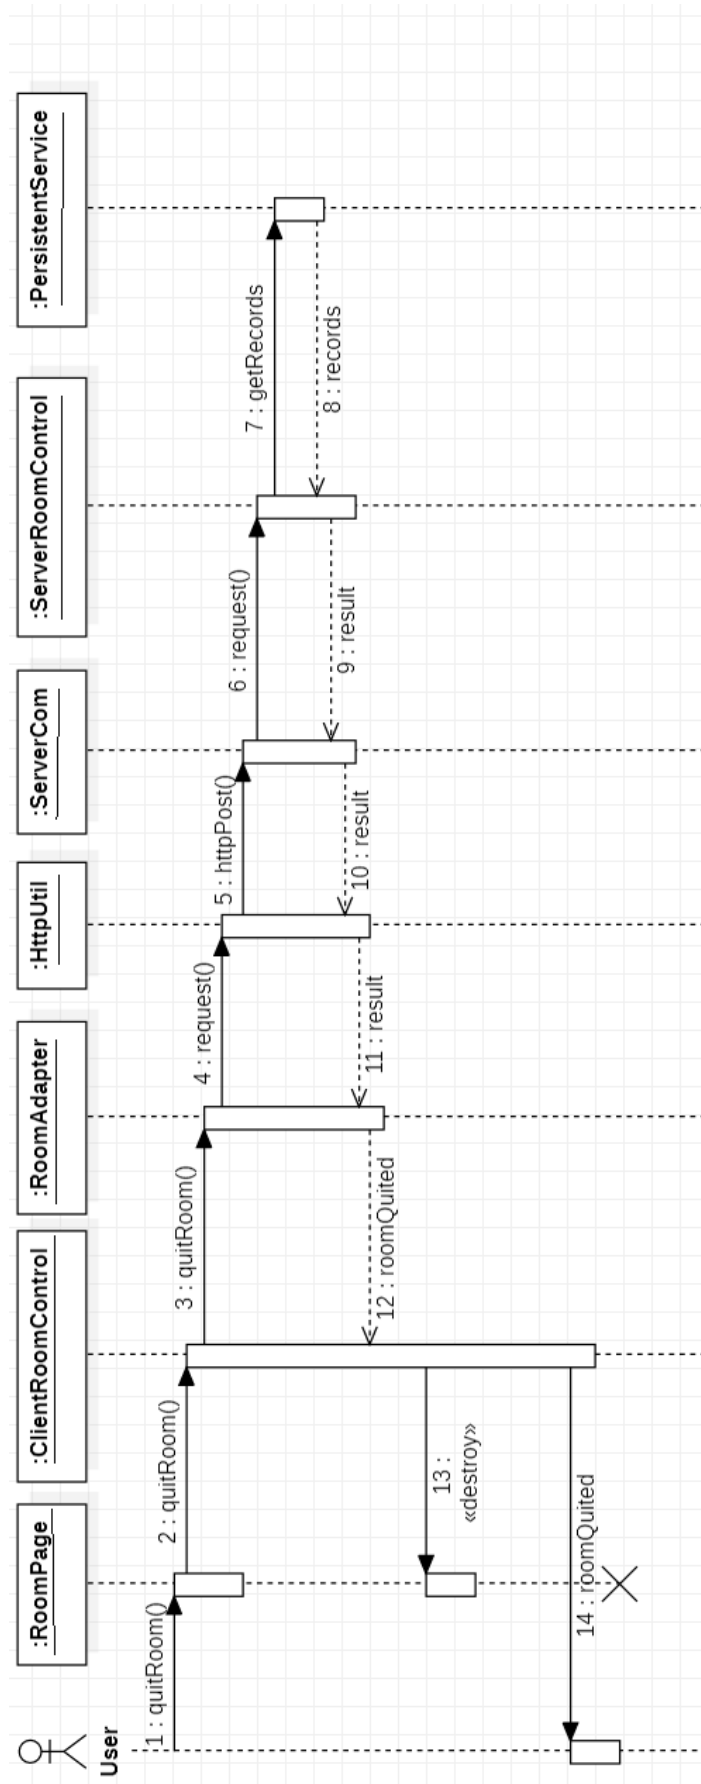 User
:RoomPage
:ClientRoomControl
:RoomAdapter
:HttpUtil
:ServerCom
:ServerRoomControl
:PersistentService
1 : quitRoom()
2 : quitRoom()
3 : quitRoom()
4 : request()
5 : httpPost()
6 : request()
7 : getRecords
8 : records
9 : result
10 : result
11 : result
12 : roomQuited
13 :
«destroy»
14 : roomQuited